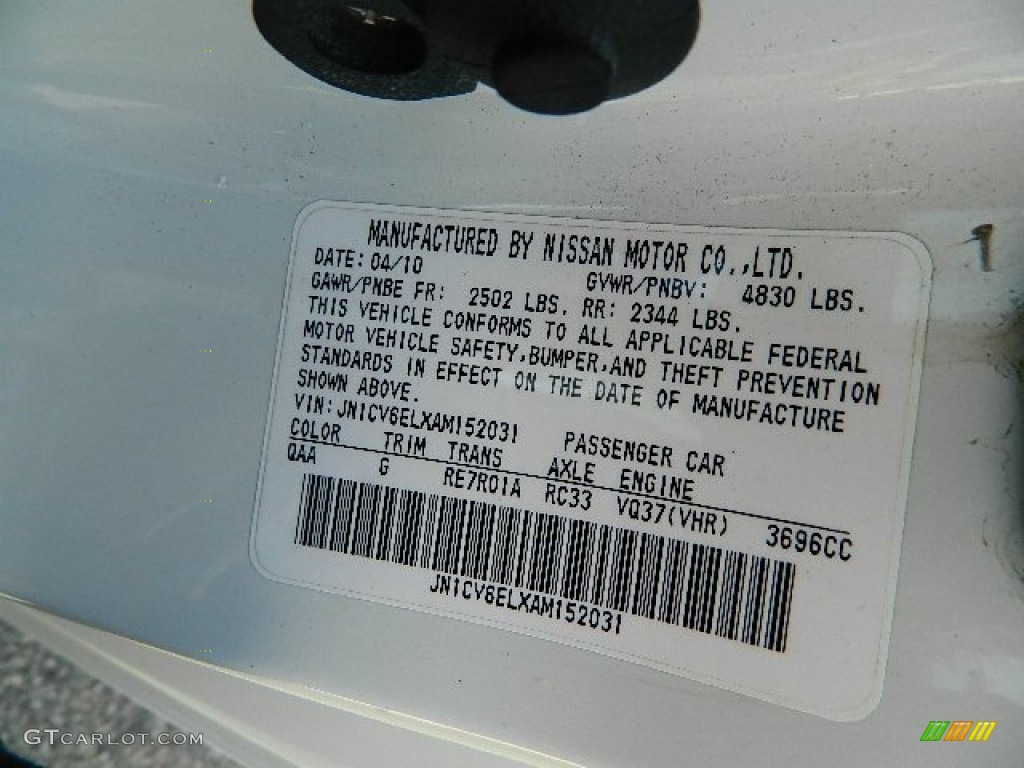 MANUFACTURED BY NISSAN MOTOR CO.,LTD.
DATE: 04/10 GVWR/PNBV: 4830 LBS.
GAWR/PNBE FR: 2502 LBS. RR: 2344 LBS.
THIS VEHICLE CONFORMS TO ALL APPLICABLE FEDERAL
MOTOR VEHICLE SAFETY,BUMPER,AND THEFT PREVENTION
STANDARDS IN EFFECT ON THE DATE OF MANUFACTURE
SHOWN ABOVE.
VIN:JN1CV6ELXAM152031 PASSENGER CAR
COLOR TRIM TRANS AXLE ENGINE
QAA G RE7R01A RC33 VQ37(VHR) 3696CC
JN1CV6ELXAM152031
GTCARLOT.COM